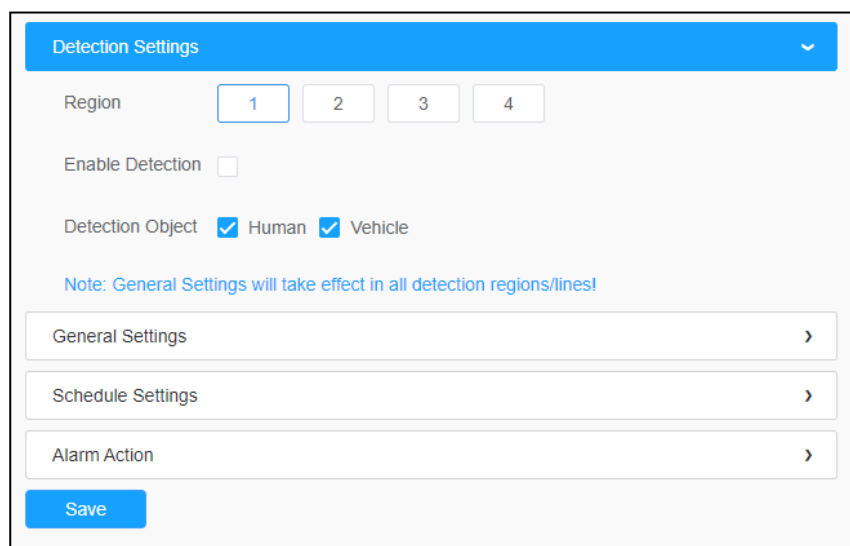 Detection Settings
Region 1 2 3 4
Enable Detection
Detection Object Human Vehicle
Note: General Settings will take effect in all detection regions/lines!
General Settings
Schedule Settings
Alarm Action
Save